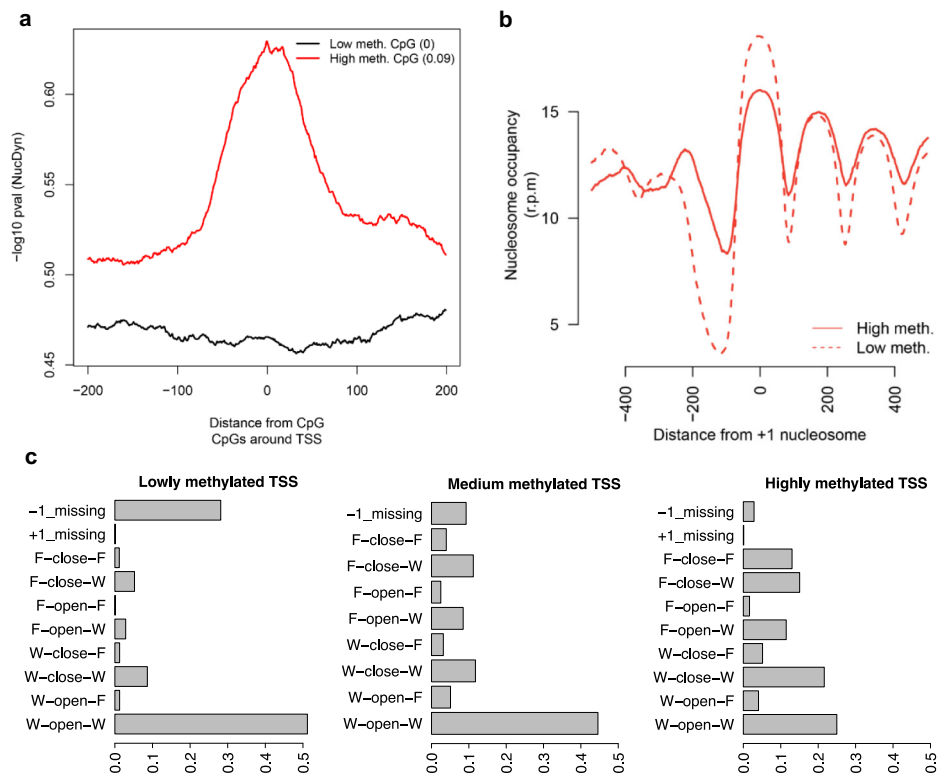 a
−log10 pval (NucDyn)
0.60
0.55
0.50
0.45
Low meth. CpG (0)
High meth. CpG (0.09)
−200
−100
0
100
200
Distance from CpG
CpGs around TSS
b
Nucleosome occupancy
(r.p.m)
15
10
5
High meth.
Low meth.
−400
−200
0
200
400
Distance from +1 nucleosome
c
Lowly methylated TSS
−1_missing
+1_missing
F−close−F
F−close−W
F−open−F
F−open−W
W−close−F
W−close−W
W−open−F
W−open−W
0.0
0.1
0.2
0.3
0.4
0.5
Medium methylated TSS
−1_missing
F−close−F
F−close−W
F−open−F
F−open−W
W−close−F
W−close−W
W−open−F
W−open−W
0.0
0.1
0.2
0.3
0.4
0.5
Highly methylated TSS
−1_missing
+1_missing
F−close−F
F−close−W
F−open−F
F−open−W
W−close−F
W−close−W
W−open−F
W−open−W
0.0
0.1
0.2
0.3
0.4
0.5